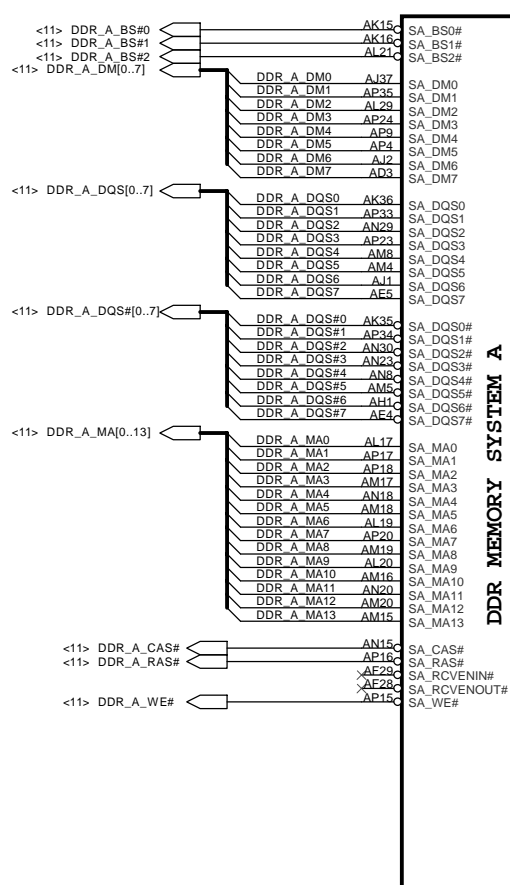 <11> DDR_A_BS#0 AK15 SA_BS0#
<11> DDR_A_BS#1 AK16 SA_BS1#
<11> DDR_A_BS#2 AL21 SA_BS2#
<11> DDR_A_DM[0..7]
DDR_A_DM0 AJ37 SA_DM0
DDR_A_DM1 AP35 SA_DM1
DDR_A_DM2 AL29 SA_DM2
DDR_A_DM3 AP24 SA_DM3
DDR_A_DM4 AP9 SA_DM4
DDR_A_DM5 AP4 SA_DM5
DDR_A_DM6 AJ2 SA_DM6
DDR_A_DM7 AD3 SA_DM7
<11> DDR_A_DQS[0..7]
DDR_A_DQS0 AK36 SA_DQS0
DDR_A_DQS1 AP33 SA_DQS1
DDR_A_DQS2 AN29 SA_DQS2
DDR_A_DQS3 AP23 SA_DQS3
DDR_A_DQS4 AM8 SA_DQS4
DDR_A_DQS5 AM4 SA_DQS5
DDR_A_DQS6 AJ1 SA_DQS6
DDR_A_DQS7 AE5 SA_DQS7
<11> DDR_A_DQS#[0..7]
DDR_A_DQS#0 AK35 SA_DQS0#
DDR_A_DQS#1 AP34 SA_DQS1#
DDR_A_DQS#2 AN30 SA_DQS2#
DDR_A_DQS#3 AN23 SA_DQS3#
DDR_A_DQS#4 AN8 SA_DQS4#
DDR_A_DQS#5 AM5 SA_DQS5#
DDR_A_DQS#6 AH1 SA_DQS6#
DDR_A_DQS#7 AE4 SA_DQS7#
<11> DDR_A_MA[0..13]
DDR_A_MA0 AL17 SA_MA0
DDR_A_MA1 AP17 SA_MA1
DDR_A_MA2 AP18 SA_MA2
DDR_A_MA3 AM17 SA_MA3
DDR_A_MA4 AN18 SA_MA4
DDR_A_MA5 AM18 SA_MA5
DDR_A_MA6 AL19 SA_MA6
DDR_A_MA7 AP20 SA_MA7
DDR_A_MA8 AM19 SA_MA8
DDR_A_MA9 AL20 SA_MA9
DDR_A_MA10 AM16 SA_MA10
DDR_A_MA11 AN20 SA_MA11
DDR_A_MA12 AM20 SA_MA12
DDR_A_MA13 AM15 SA_MA13
<11> DDR_A_CAS# AN15 SA_CAS#
<11> DDR_A_RAS# AP16 SA_RAS#
AF29 SA_RCVENIN#
AF28 SA_RCVENOUT#
<11> DDR_A_WE# AP15 SA_WE#
DDR MEMORY SYSTEM A